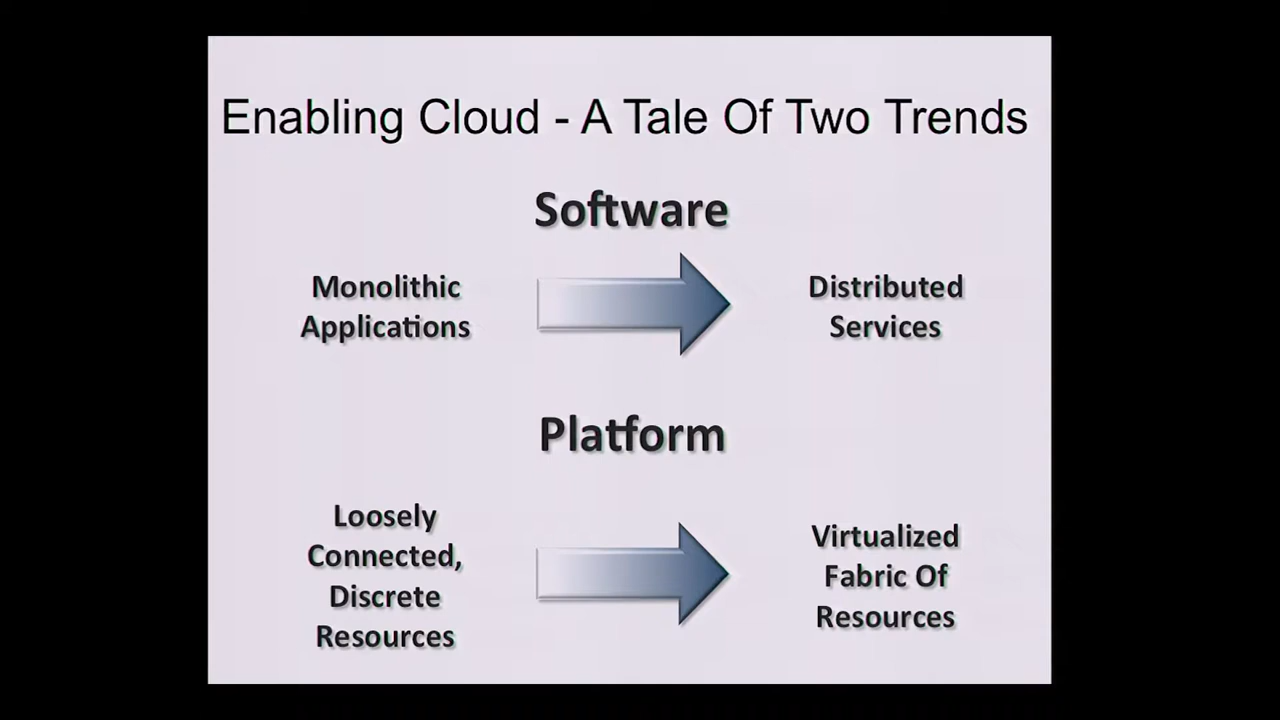 Enabling Cloud - A Tale Of Two Trends
Software
Monolithic
Applications
Distributed
Services
Platform
Loosely
Connected,
Discrete
Resources
Virtualized
Fabric Of
Resources